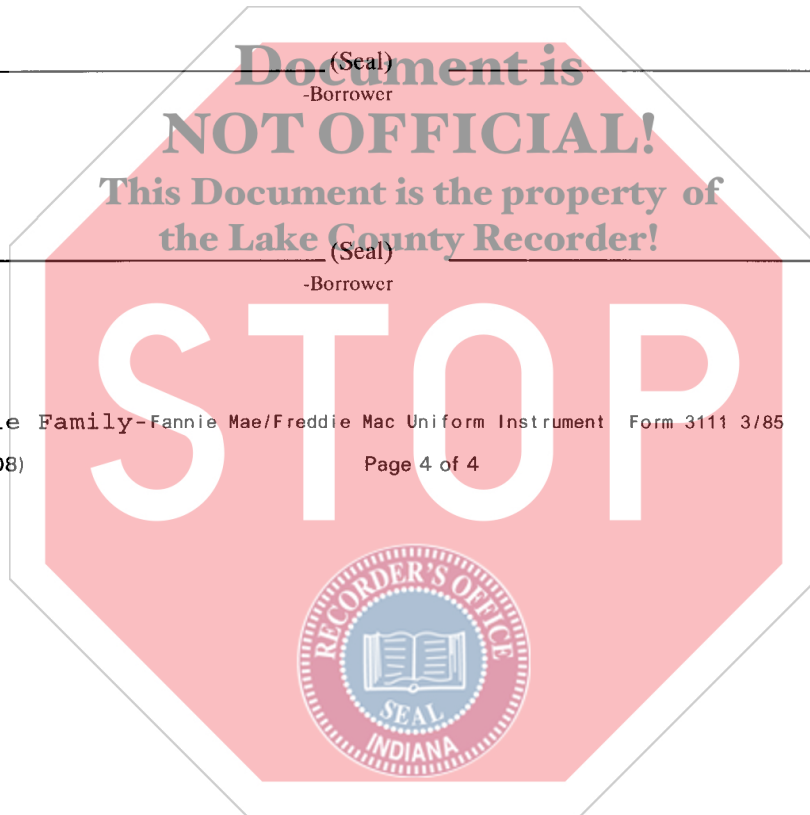 Document is
(Seal)
-Borrower
NOT OFFICIAL!
This Document is the property of
the Lake County Recorder!
(Seal)
-Borrower
STOP
e Family-Fannie Mae/Freddie Mac Uniform Instrument Form 3111 3/85
08) Page 4 of 4
RECORDER'S OFFICE
SEAL
INDIANA